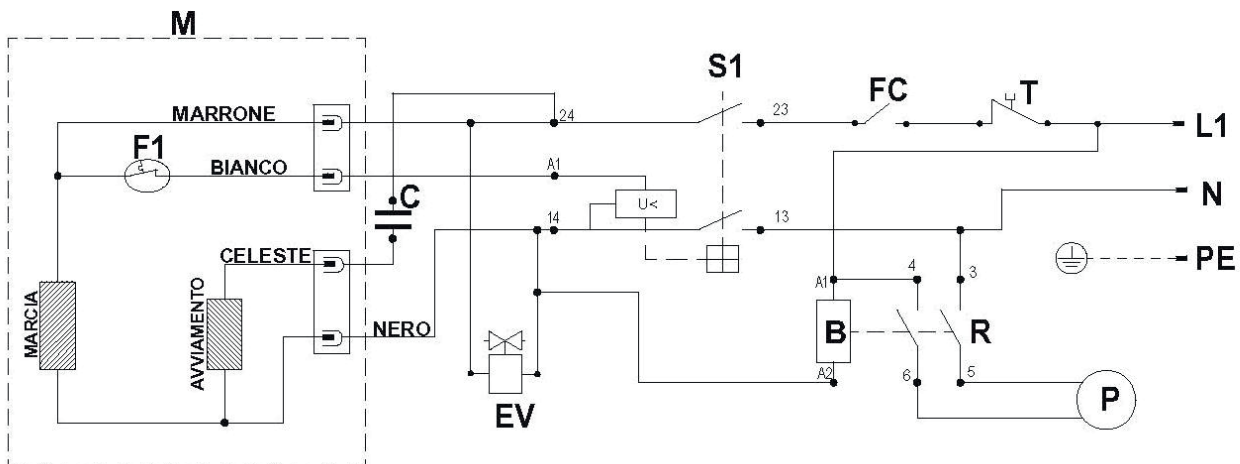 M
S1
FC
T
MARRONE
24
23
L1
F1
BIANCO
A1
C
U<
N
14
13
CELESTE
PE
A1
4
3
MARCIA
AVVIAMENTO
NERO
B
R
A2
6
5
EV
P